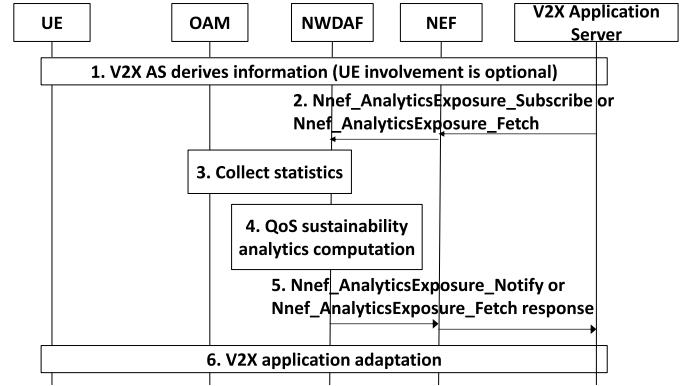 UE
OAM
NWDAF
NEF
V2X Application
Server
1. V2X AS derives information (UE involvement is optional)
2. Nnef_AnalyticsExposure_Subscribe or
Nnef_AnalyticsExposure_Fetch
3. Collect statistics
4. QoS sustainability
analytics computation
5. Nnef_AnalyticsExposure_Notify or
Nnef_AnalyticsExposure_Fetch response
6. V2X application adaptation